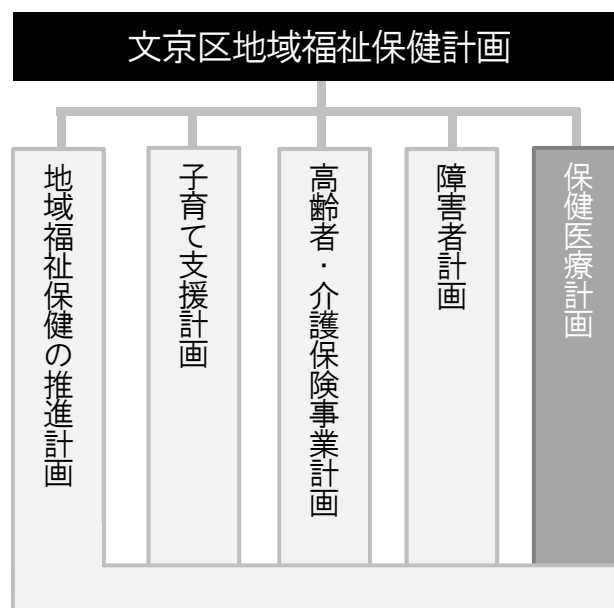 文京区地域福祉保健計画
地域福祉保健の推進計画
子育て支援計画
高齢者・介護保険事業計画
障害者計画
保健医療計画